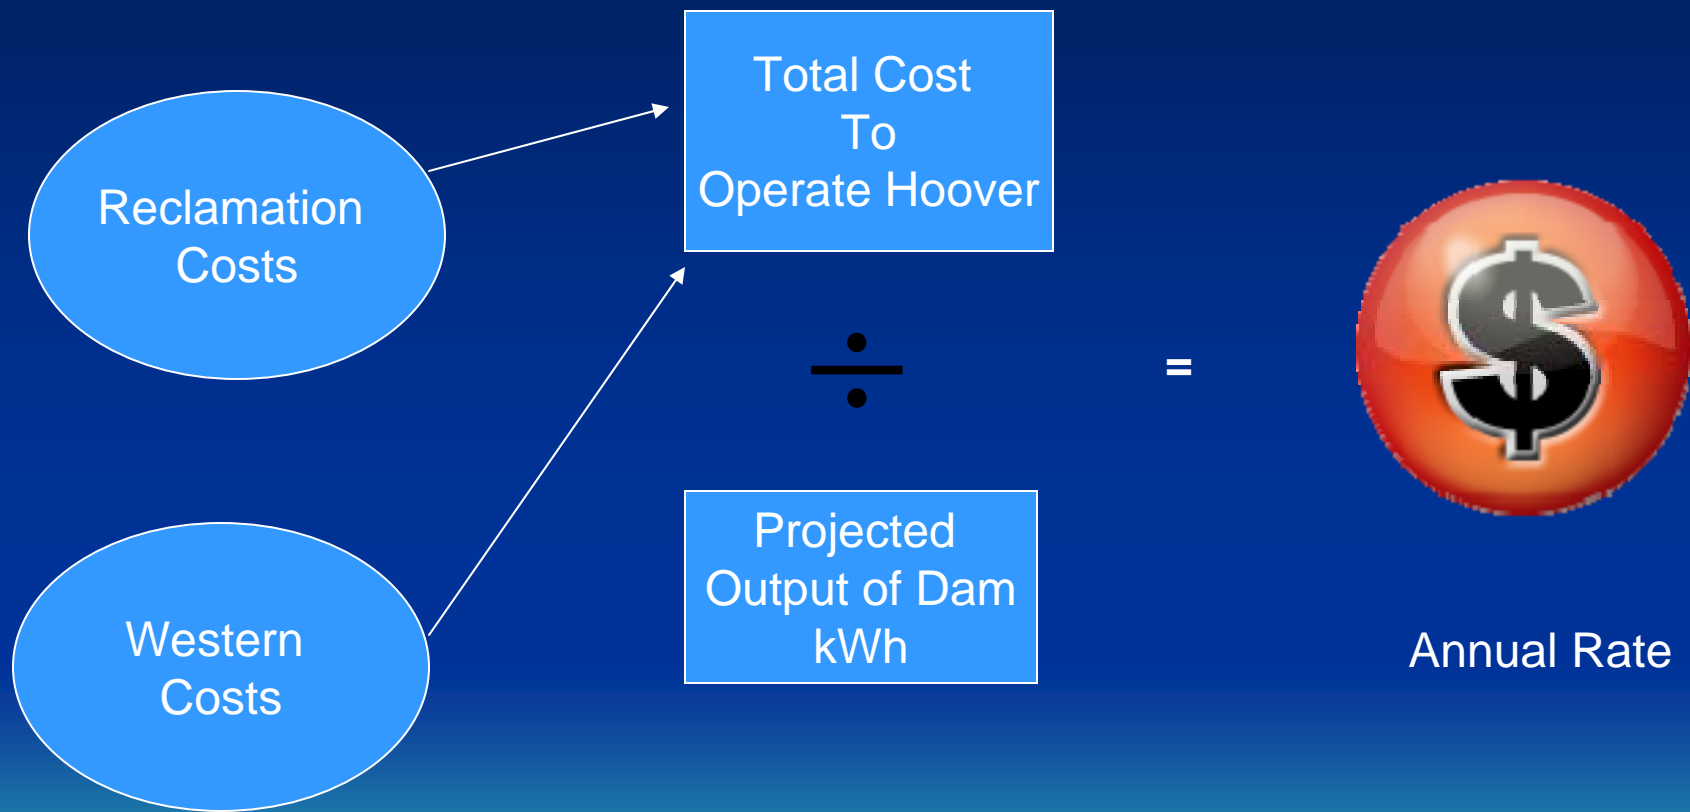 Reclamation
Costs
Western
Costs
Total Cost
To
Operate Hoover
÷
Projected
Output of Dam
kWh
=
$
Annual Rate